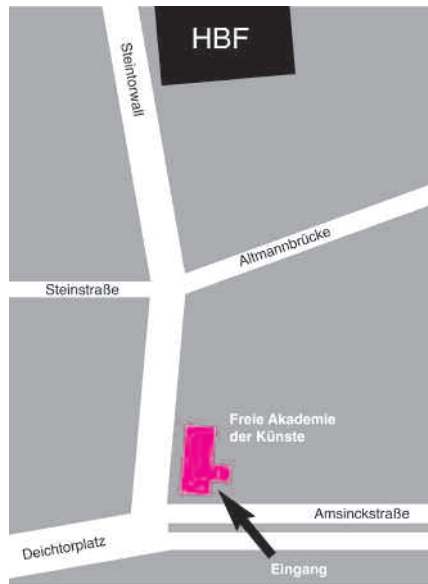 HBF
Steintorwall
Altmannbrücke
Steinstraße
Freie Akademie
der Künste
Amsinckstraße
Deichtorplatz
Eingang